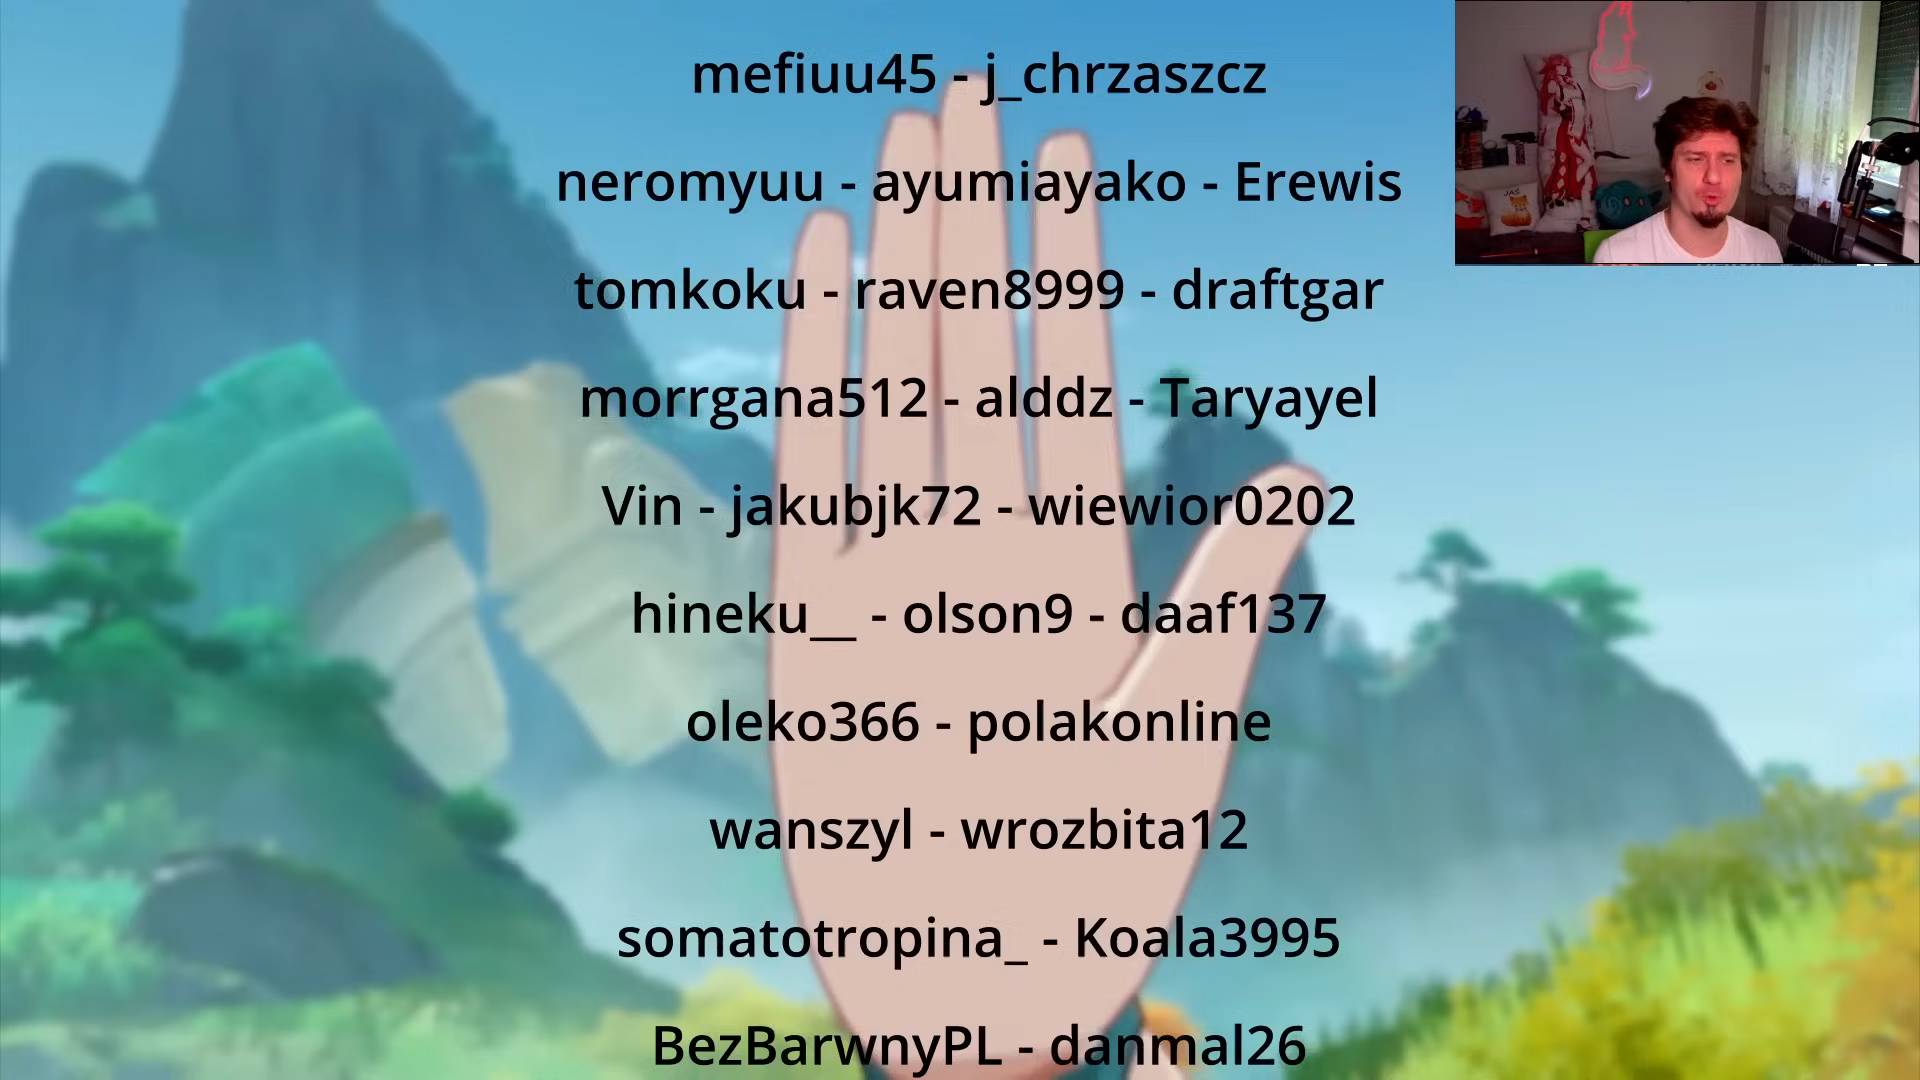 mefiuu45 - j_chrzaszcz
neromyuu - ayumiayako - Erewis
tomkoku - raven8999 - draftgar
morrgana512 - alddz - Taryayel
Vin - jakubjk72 - wiewior0202
hineku__ - olson9 - daaf137
oleko366 - polakonline
wanszyl - wrozbita12
somatotropina_ - Koala3995
BezBarwnyPL - danmal26